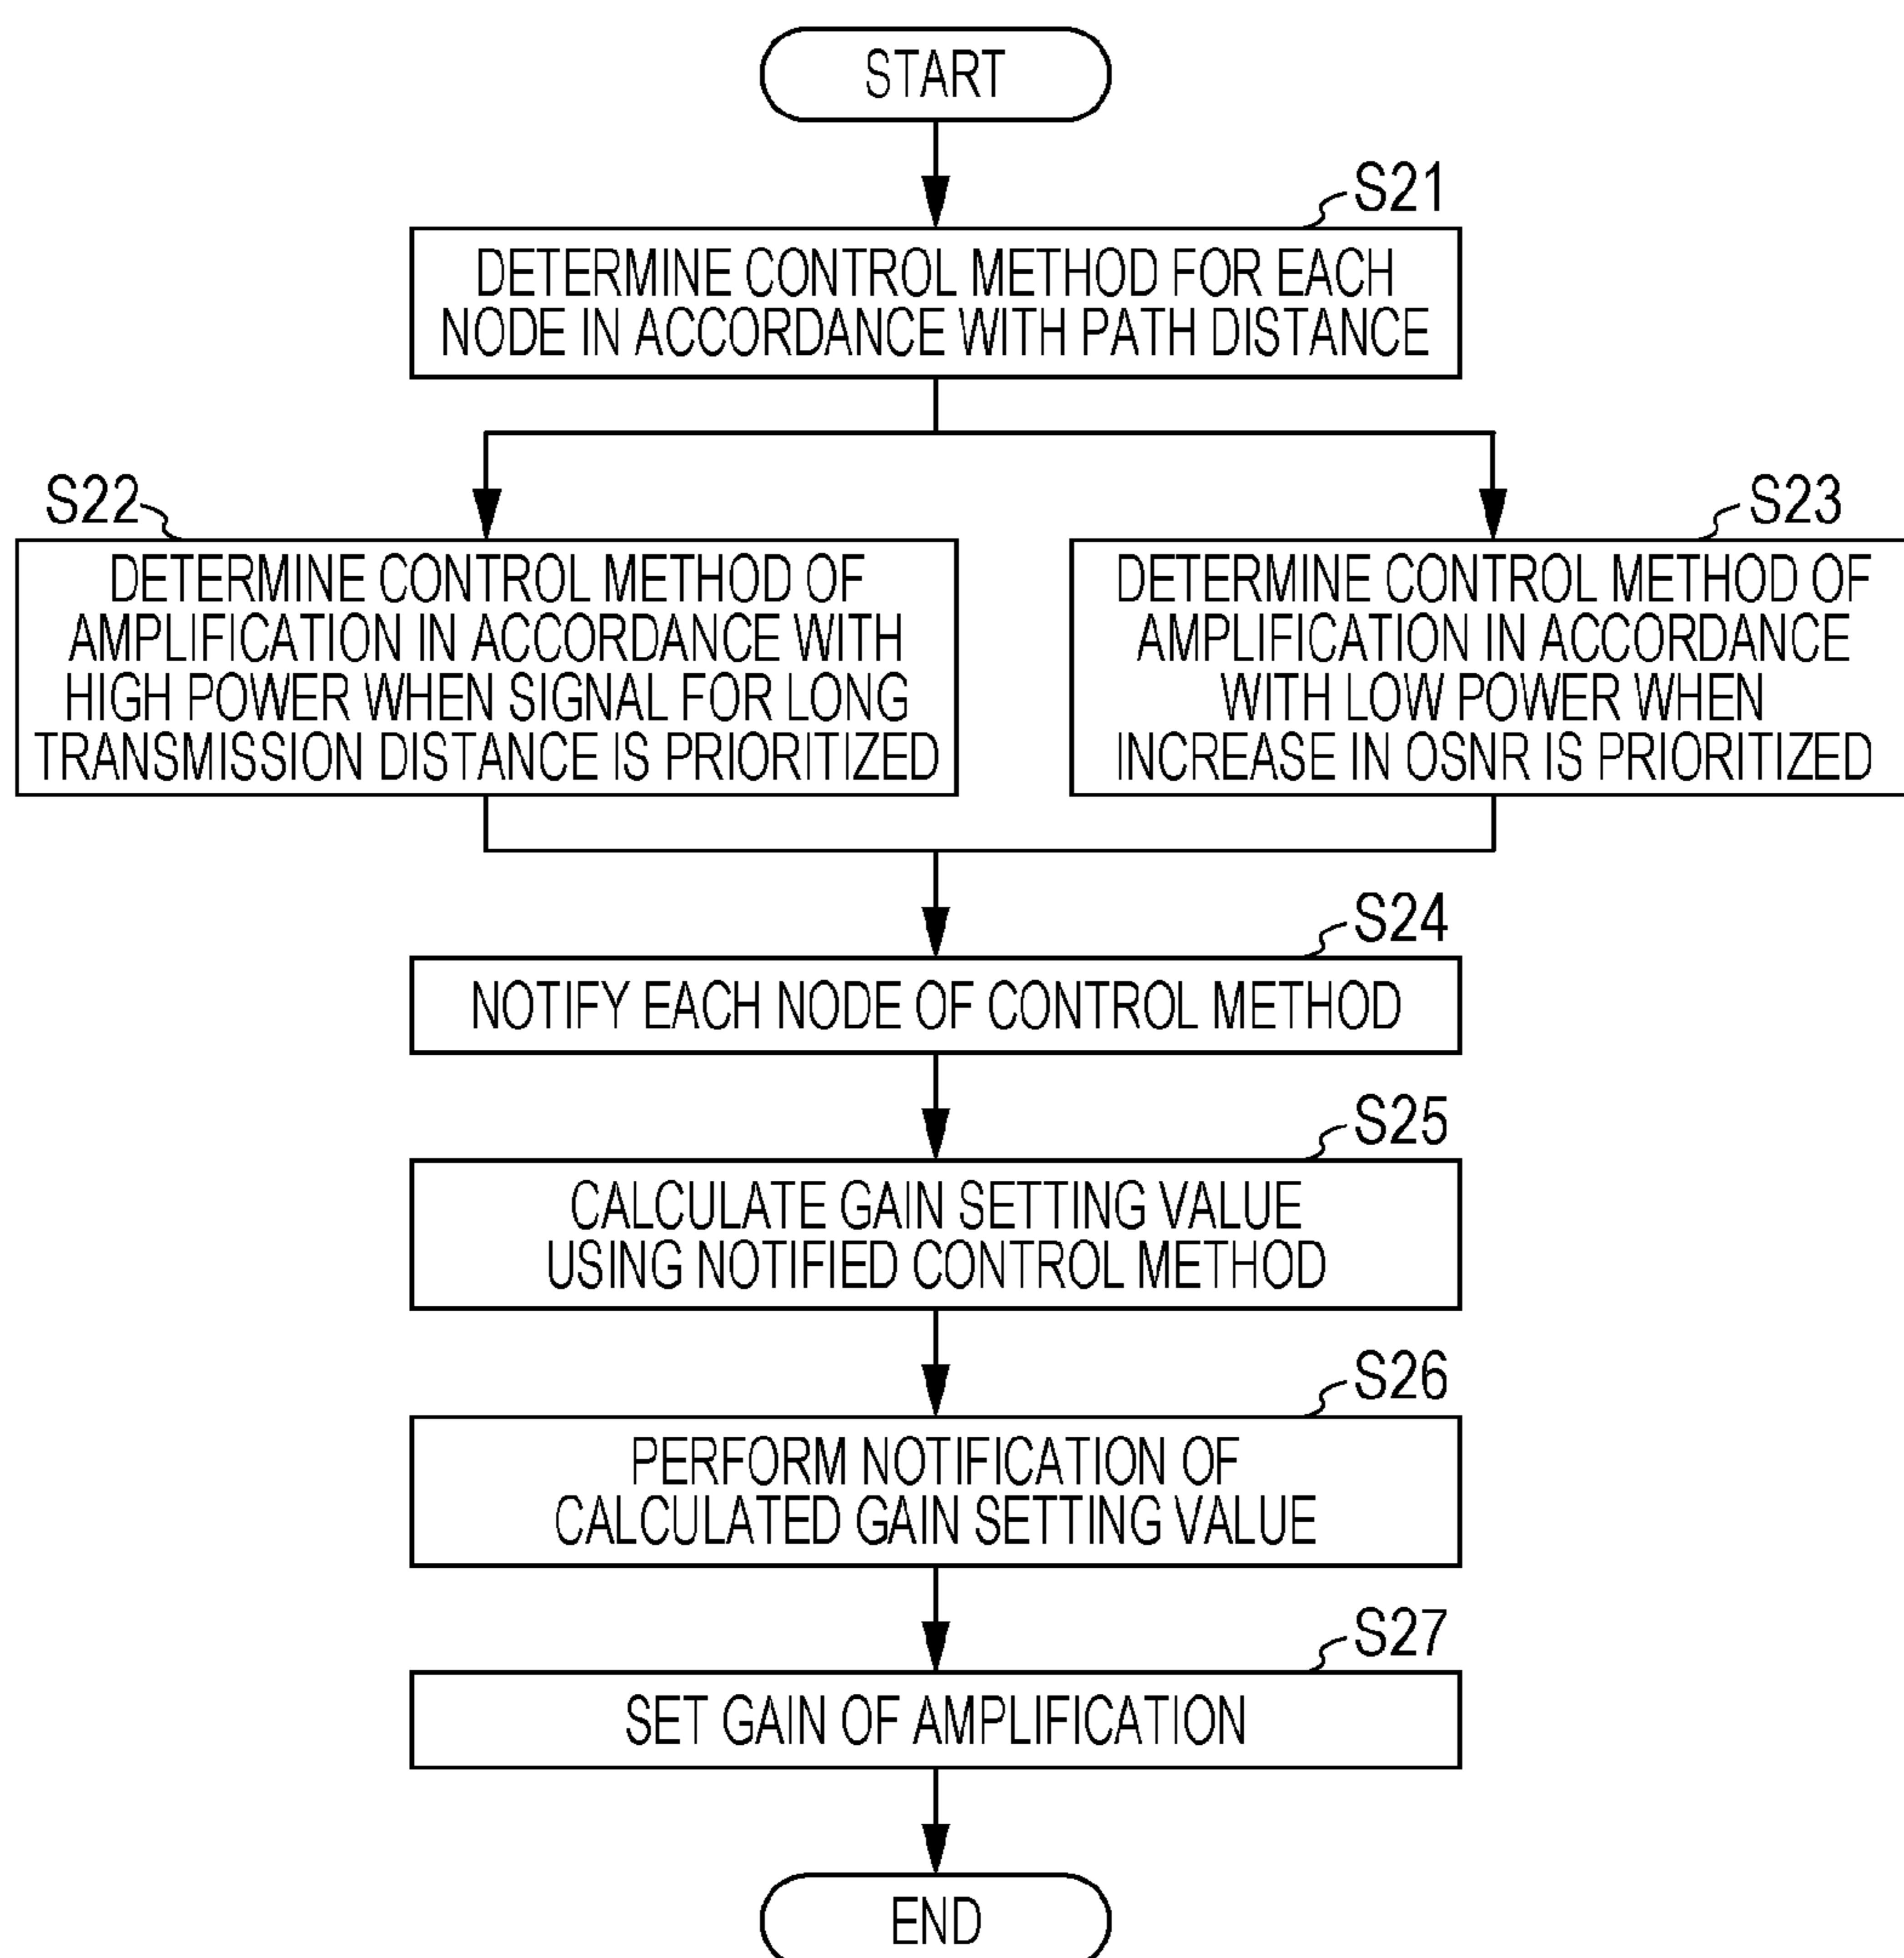 START
S21
DETERMINE CONTROL METHOD FOR EACH
NODE IN ACCORDANCE WITH PATH DISTANCE
S22
DETERMINE CONTROL METHOD OF
AMPLIFICATION IN ACCORDANCE WITH
HIGH POWER WHEN SIGNAL FOR LONG
TRANSMISSION DISTANCE IS PRIORITIZED
S23
DETERMINE CONTROL METHOD OF
AMPLIFICATION IN ACCORDANCE
WITH LOW POWER WHEN
INCREASE IN OSNR IS PRIORITIZED
S24
NOTIFY EACH NODE OF CONTROL METHOD
S25
CALCULATE GAIN SETTING VALUE
USING NOTIFIED CONTROL METHOD
S26
PERFORM NOTIFICATION OF
CALCULATED GAIN SETTING VALUE
S27
SET GAIN OF AMPLIFICATION
END